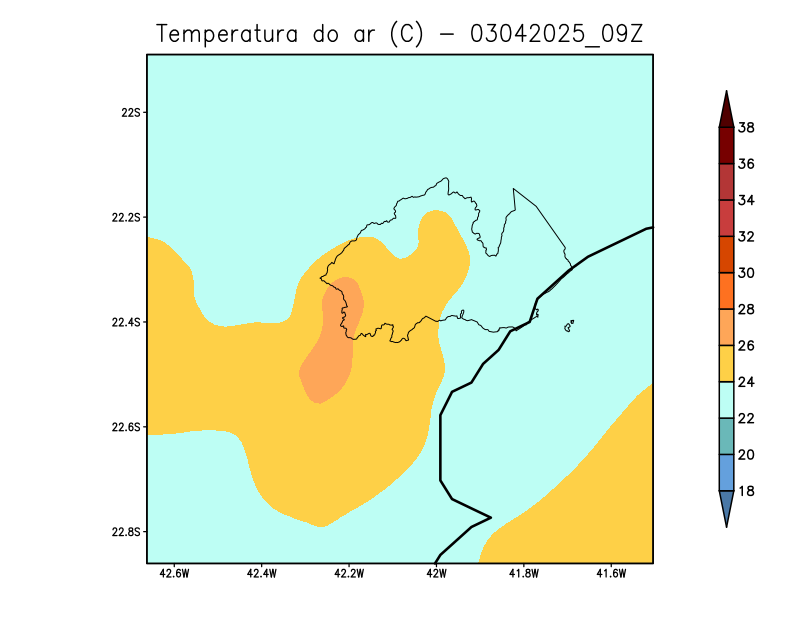 Temperatura do ar (C) − 03042025_09Z
22S
22.2S
22.4S
22.6S
22.8S
42.6W
42.4W
42.2W
42W
41.8W
41.6W
38
36
34
32
30
28
26
24
22
20
18